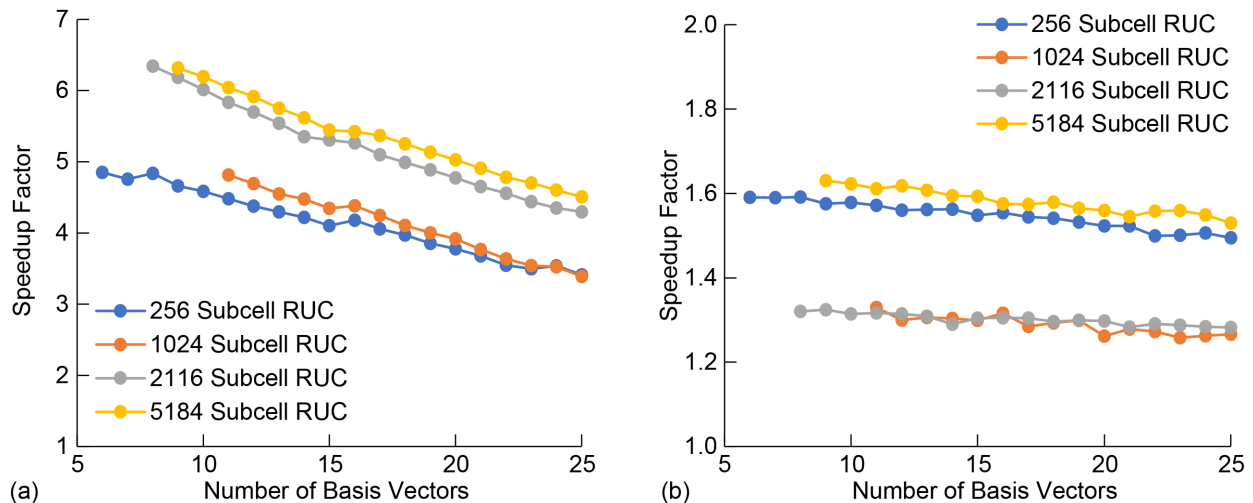 7
6
5
4
3
2
1
Speedup Factor
256 Subcell RUC
1024 Subcell RUC
2116 Subcell RUC
5184 Subcell RUC
5 10 15 20 25
Number of Basis Vectors
(a)
2.0
1.8
1.6
1.4
1.2
1.0
Speedup Factor
256 Subcell RUC
1024 Subcell RUC
2116 Subcell RUC
5184 Subcell RUC
5 10 15 20 25
Number of Basis Vectors
(b)